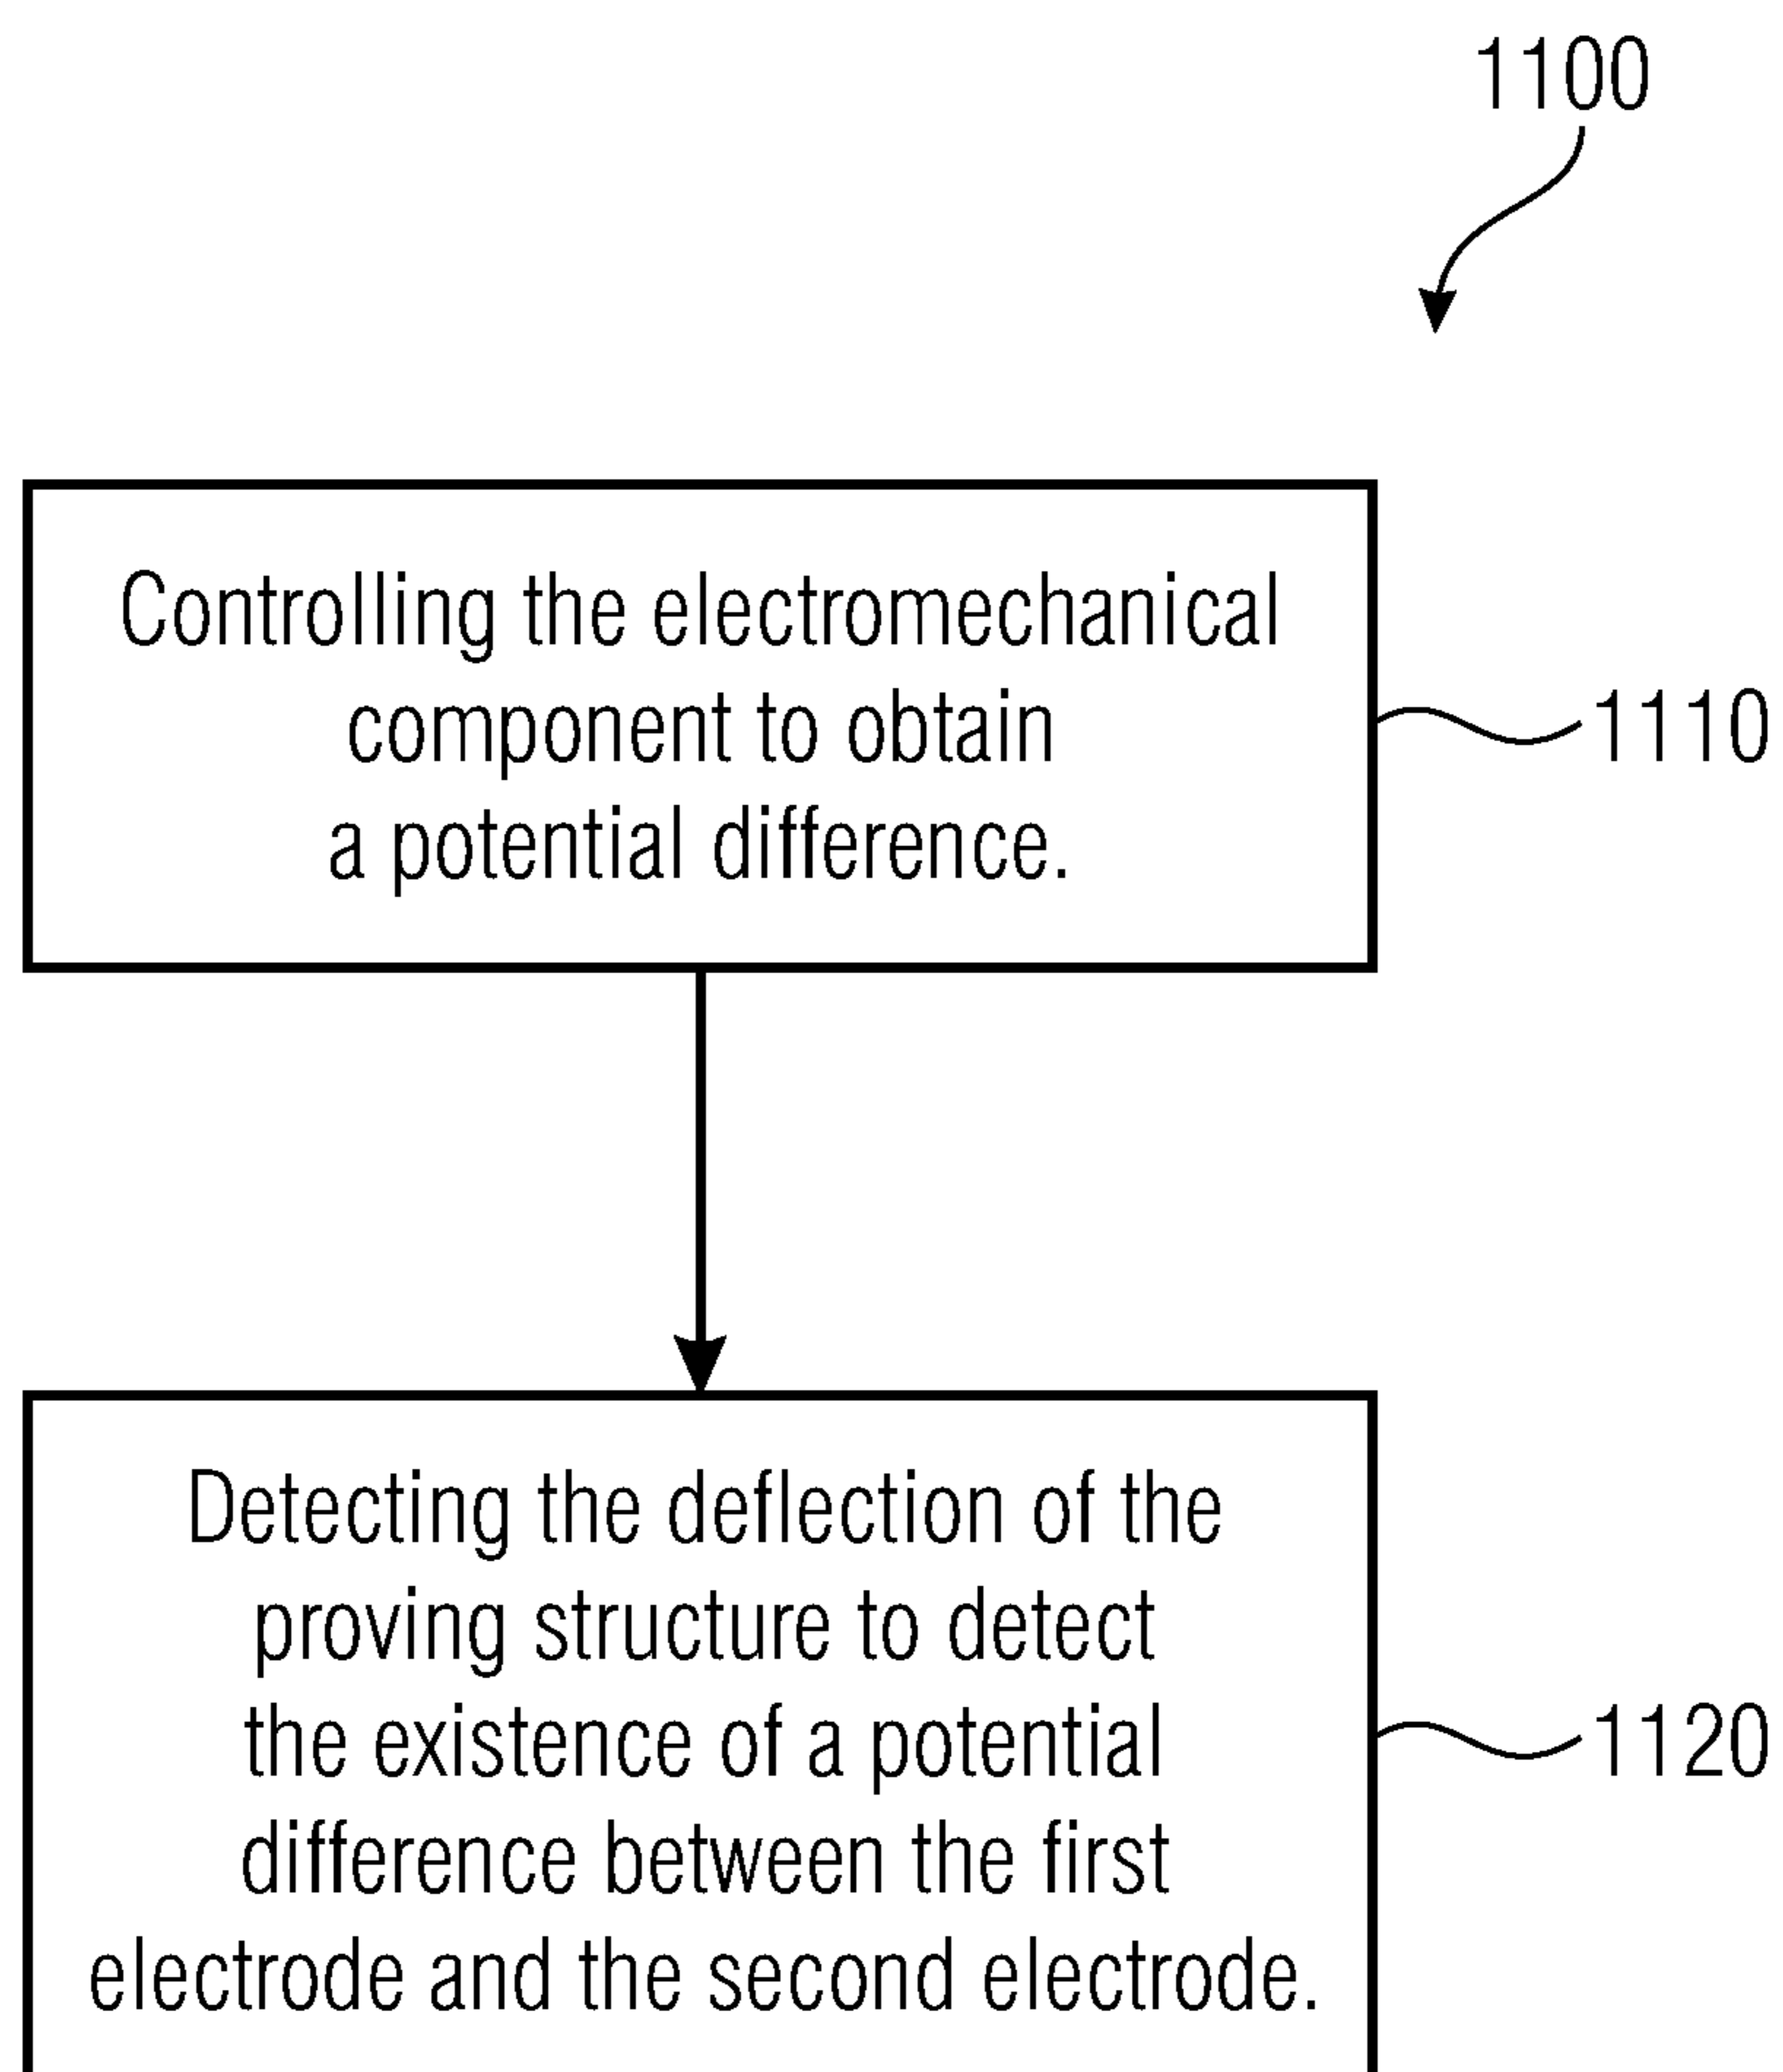 1100
Controlling the electromechanical
component to obtain
a potential difference.
1110
Detecting the deflection of the
proving structure to detect
the existence of a potential
difference between the first
electrode and the second electrode.
1120